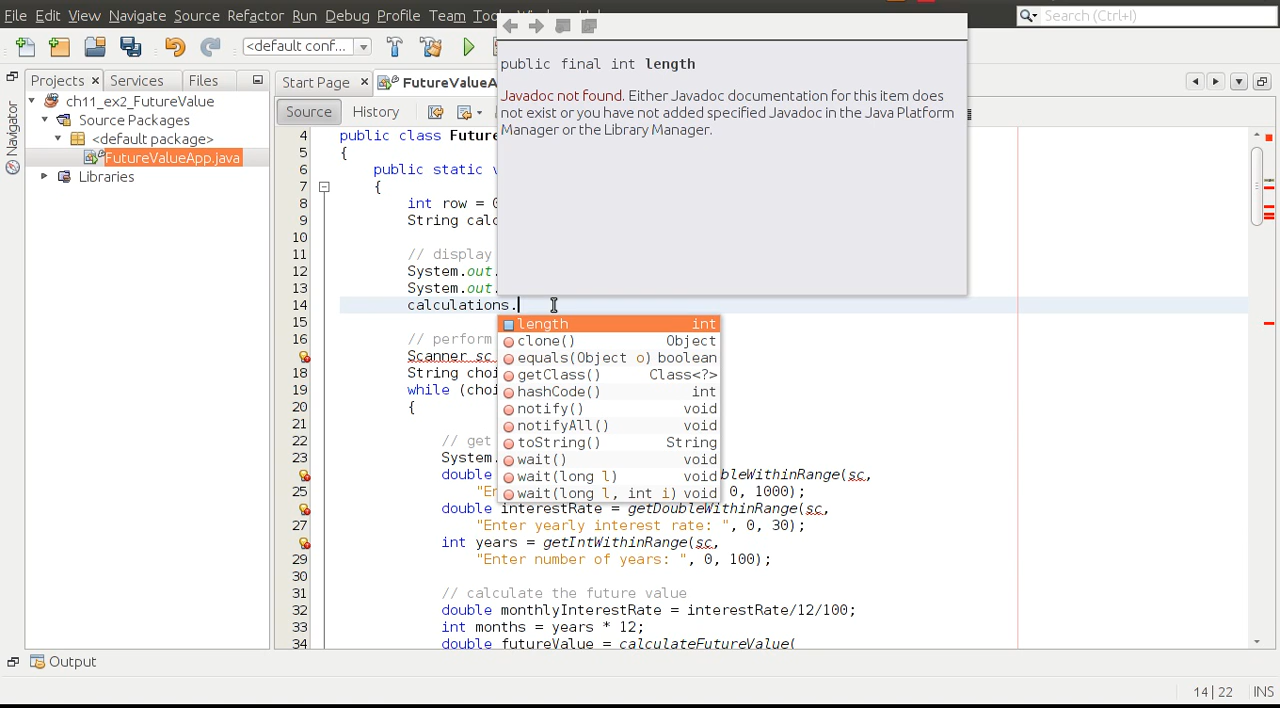 File Edit View Navigate Source Refactor Run Debug Profile Team
Search (Ctrl+I)
<default conf...
Projects Services Files
Start Page
FutureValueA
Navigator
ch11_ex2_FutureValue
Source Packages
<default package>
FutureValueApp.java
Libraries
Source History
public final int length
Javadoc not found. Either Javadoc documentation for this item does
not exist or you have not added specified Javadoc in the Java Platform
Manager or the Library Manager.
4 public class Future
5 {
6 public static v
7 {
8 int row =
9 String calc
10
11 // display
12 System.out.
13 System.out.
14 calculations.
15
16 // perform
Scanner sc
18 String choi
19 while (choi
20 {
21
22 // get
23 System.
double bleWithinRange(sc,
25 "En 0, 1000);
double interestRate = getDoubleWithinRange(sc,
27 "Enter yearly interest rate: ", 0, 30);
int years = getIntWithinRange(sc,
29 "Enter number of years: ", 0, 100);
30
31 // calculate the future value
32 double monthlyInterestRate = interestRate/12/100;
33 int months = years * 12;
34 double futureValue = calculateFutureValue(
length int
clone() Object
equals(Object o) boolean
getClass() Class<?>
hashCode() int
notify() void
notifyAll() void
toString() String
wait() void
wait(long l) void
wait(long l, int i) void
Output
14|22 INS